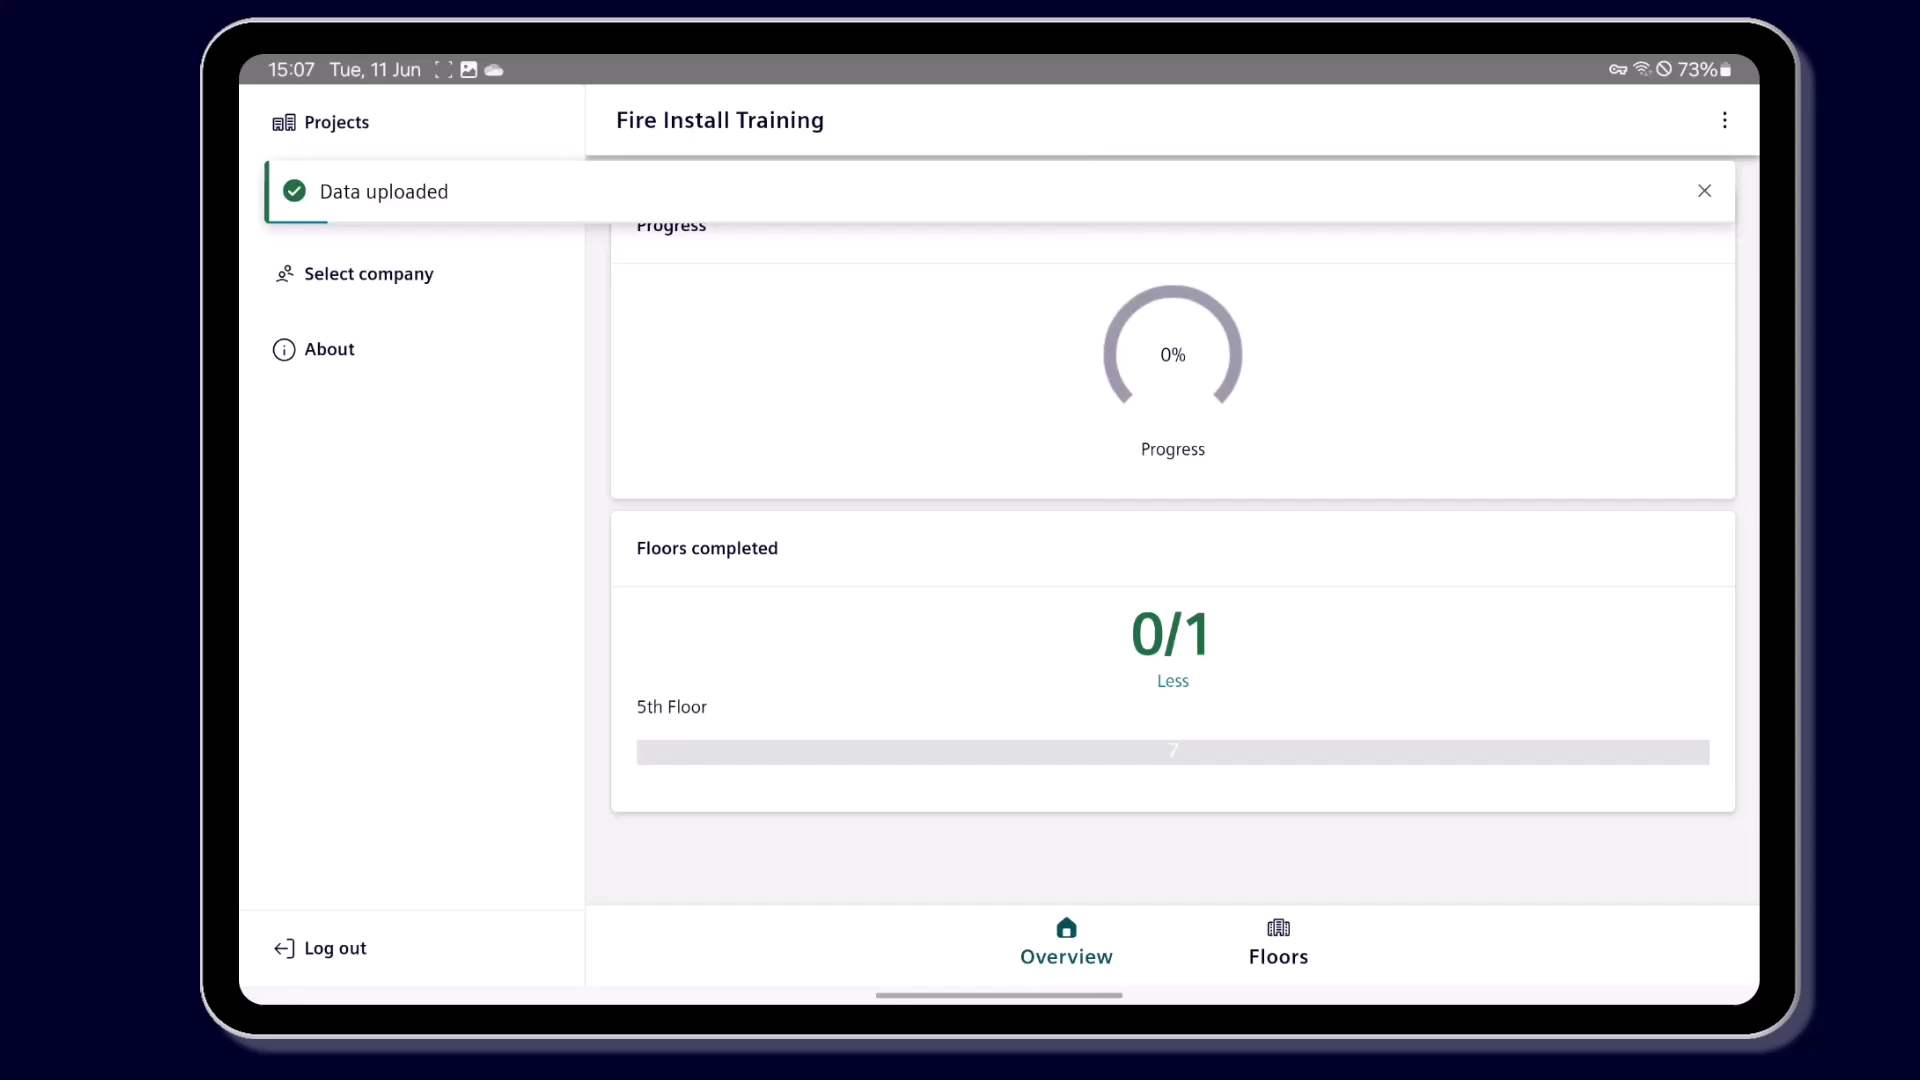 15:07 Tue, 11 Jun
73%
Projects
Fire Install Training
Data uploaded
Progress
Select company
About
0%
Progress
Floors completed
0/1
Less
5th Floor
7
Log out
Overview
Floors